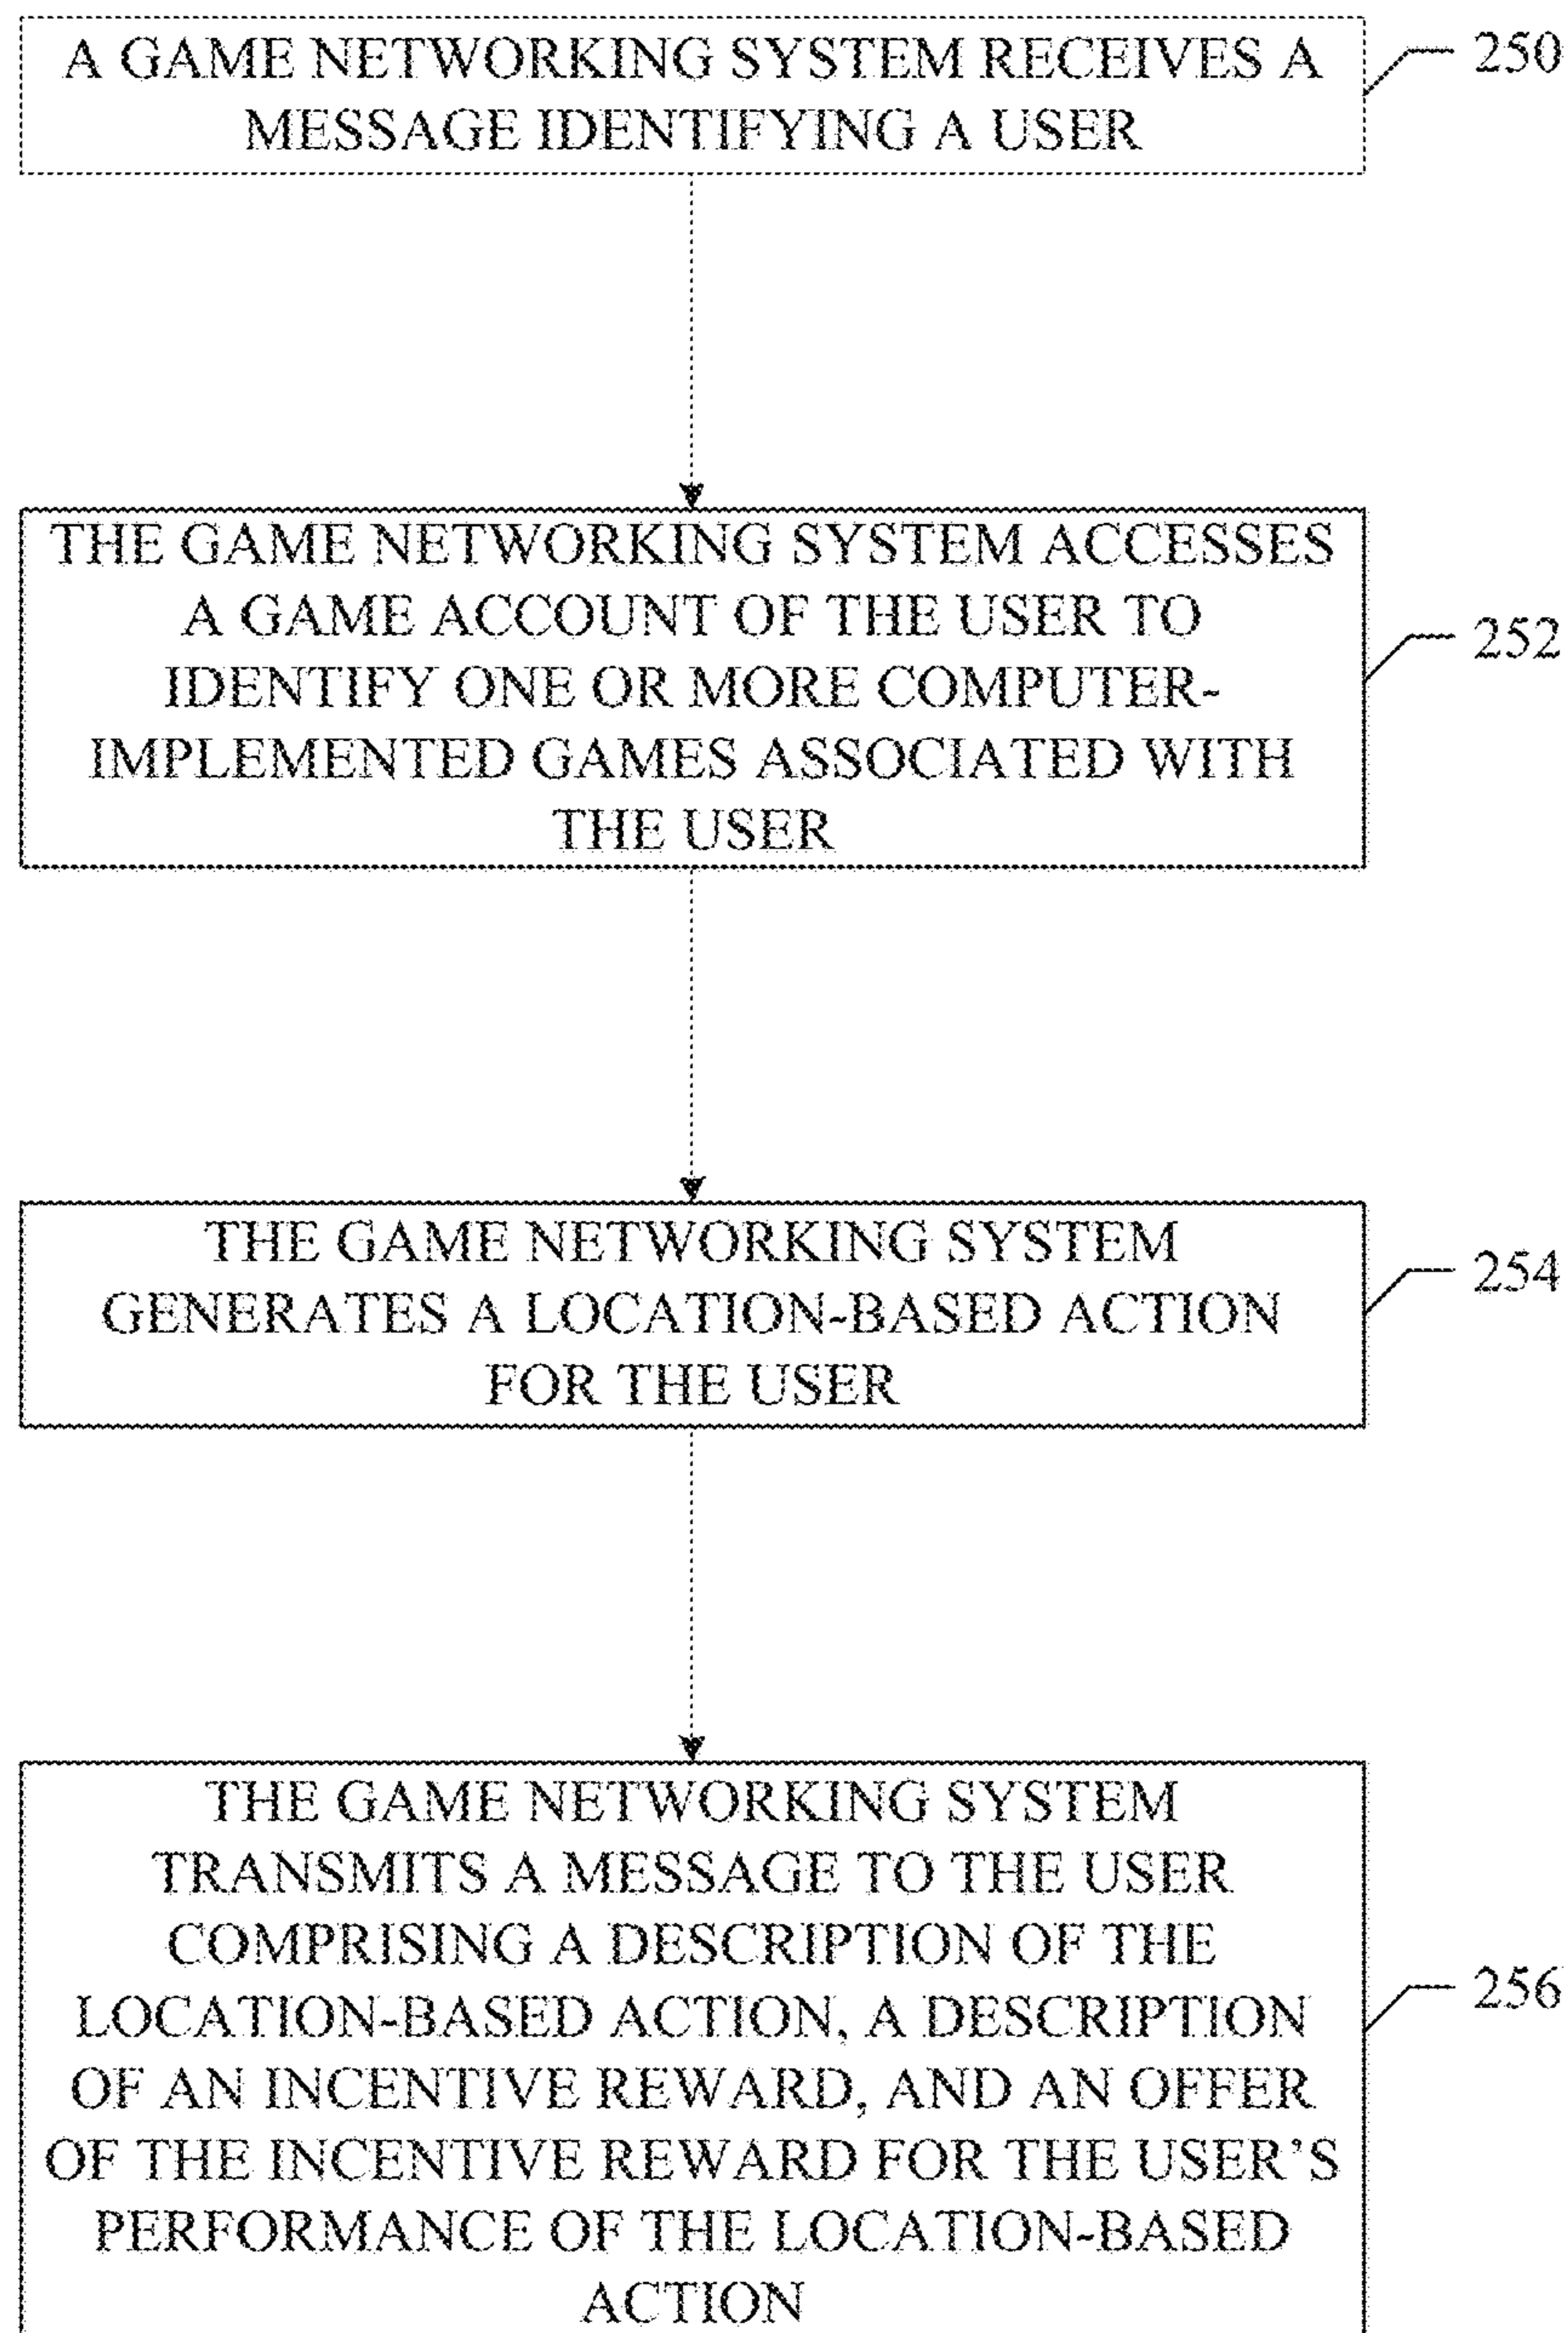 A GAME NETWORKING SYSTEM RECEIVES A
MESSAGE IDENTIFYING A USER
250
THE GAME NETWORKING SYSTEM ACCESSES
A GAME ACCOUNT OF THE USER TO
IDENTIFY ONE OR MORE COMPUTER-
IMPLEMENTED GAMES ASSOCIATED WITH
THE USER
252
THE GAME NETWORKING SYSTEM
GENERATES A LOCATION-BASED ACTION
FOR THE USER
254
THE GAME NETWORKING SYSTEM
TRANSMITS A MESSAGE TO THE USER
COMPRISING A DESCRIPTION OF THE
LOCATION-BASED ACTION, A DESCRIPTION
OF AN INCENTIVE REWARD, AND AN OFFER
OF THE INCENTIVE REWARD FOR THE USER’S
PERFORMANCE OF THE LOCATION-BASED
ACTION
256